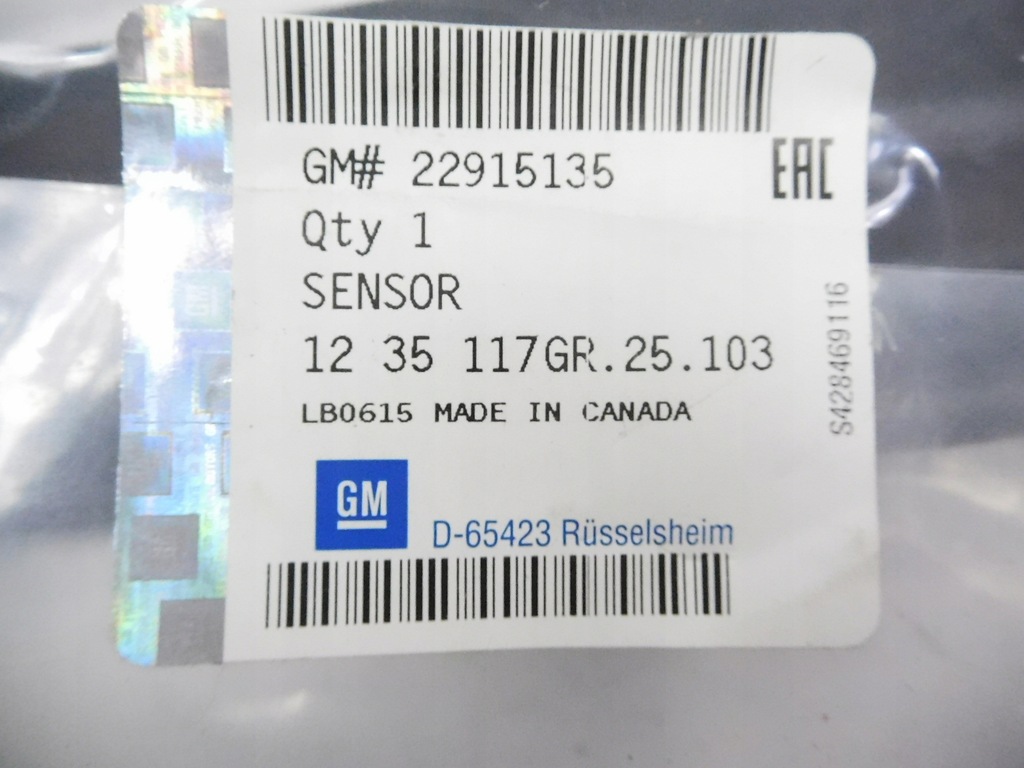 GM# 22915135
EAC
Qty 1
SENSOR
12 35 117GR.25.103
LB0615 MADE IN CANADA
S428469116
GM
D-65423 Rüsselsheim
GM